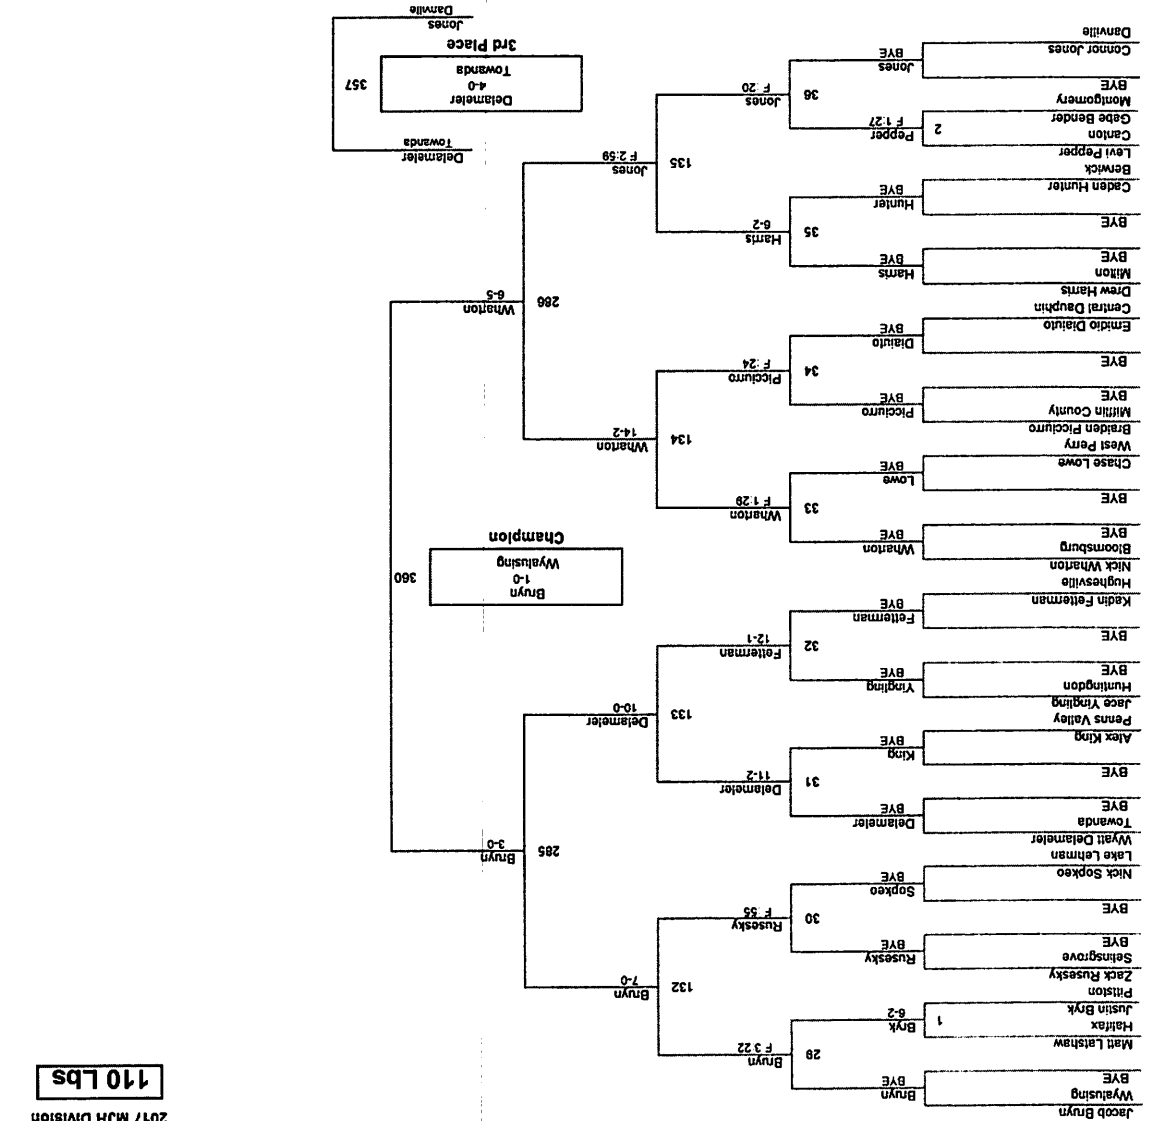 2017 MJH Division
110 Lbs
Jacob Bruyn
Wyalusing
BYE
Matt Latshaw
Halifax
Justin Bryk
Pittston
Zack Rusesky
Selinsgrove
BYE
BYE
Nick Sopkeo
Lake Lehman
Wyatt Delameler
Towanda
BYE
BYE
Alex King
Penns Valley
Jace Yingling
Huntingdon
BYE
BYE
Kadin Fetterman
Hughesville
Nick Wharton
Bloomsburg
BYE
BYE
Chase Lowe
West Perry
Braiden Picciurro
Mifflin County
BYE
BYE
Emidio Diaiuto
Central Dauphin
Drew Harris
Milton
BYE
BYE
Caden Hunter
Berwick
Levi Pepper
Canton
Gabe Bender
Montgomery
BYE
Connor Jones
Danville
1
2
Bruyn
BYE
Bryk
6-2
Rusesky
BYE
Sopkeo
BYE
Delameler
BYE
King
BYE
Yingling
BYE
Fetterman
BYE
Wharton
BYE
Lowe
BYE
Picciurro
BYE
Diaiuto
BYE
Harris
BYE
Hunter
BYE
Pepper
F 1:27
Jones
BYE
29
30
31
32
33
34
35
36
Bruyn
F 3:22
Rusesky
F :55
Delameler
11-2
Fetterman
12-1
Wharton
F 1:29
Picciurro
F :24
Harris
6-2
Jones
F :20
132
133
134
135
Bruyn
7-0
Delameler
10-0
Wharton
14-2
Jones
F 2:59
285
286
Bruyn
3-0
Wharton
6-5
360
Bruyn
1-0
Wyalusing
Champion
Delameler
Towanda
357
Delameler
4-0
Towanda
3rd Place
Jones
Danville